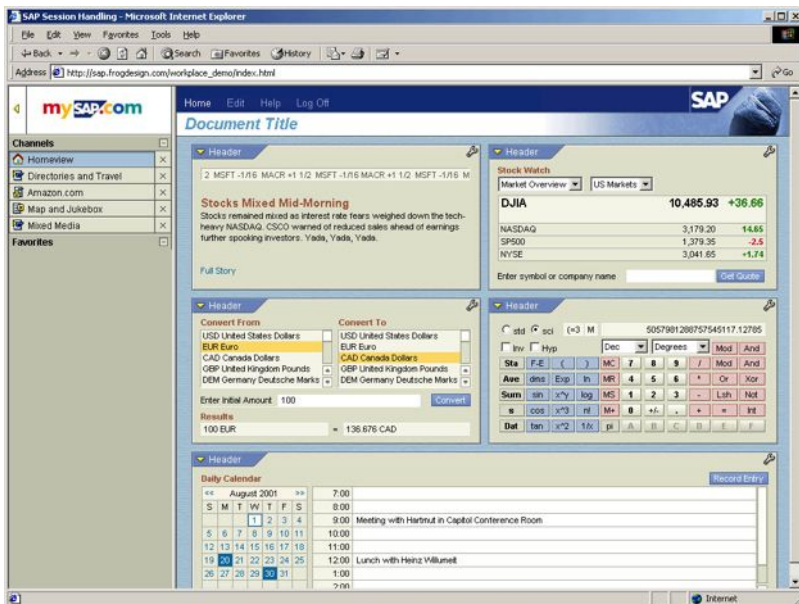 SAP Session Handling - Microsoft Internet Explorer
File Edit View Favorites Tools Help
Back Search Favorites History
Address http://sap.frogdesign.com/workplace_demo/index.html Go
mySAP.com
Home Edit Help Log Off
SAP
Document Title
Channels
Homeview
Directories and Travel
Amazon.com
Map and Jukebox
Mixed Media
Favorites
Header
2 MSFT -1/16 MACR +1 1/2 MSFT -1/16 MACR +1 1/2 MSFT -1/16 M
Stocks Mixed Mid-Morning
Stocks remained mixed as interest rate fears weighed down the tech-
heavy NASDAQ. CSCO warned of reduced sales ahead of earnings
further spooking investors. Yada, Yada, Yada.
Full Story
Header
Stock Watch
Market Overview US Markets
DJIA 10,485.93 +36.66
NASDAQ 3,179.20 14.65
SP500 1,379.35 -2.5
NYSE 3,041.65 +1.74
Enter symbol or company name Get Quote
Header
Convert From Convert To
USD United States Dollars USD United States Dollars
EUR Euro EUR Euro
CAD Canada Dollars CAD Canada Dollars
GBP United Kingdom Pounds GBP United Kingdom Pounds
DEM Germany Deutsche Marks DEM Germany Deutsche Marks
Enter Initial Amount 100 Convert
Results
100 EUR = 136.676 CAD
Header
std sci (=3 M 5057981288757545117.12785
Inv Hyp Dec Degrees Mod And
Sta F-E ( ) MC 7 8 9 / Mod And
Ave dms Exp ln MR 4 5 6 * Or Xor
Sum sin x^y log MS 1 2 3 - Lsh Not
s cos x^3 n! M+ 0 +/- . + = Int
Dat tan x^2 1/x pi A B C D E F
Header
Daily Calendar Record Entry
<< August 2001 >>
S M T W T F S
1 2 3 4
5 6 7 8 9 10 11
12 13 14 15 16 17 18
19 20 21 22 23 24 25
26 27 28 29 30 31
7:00
8:00
9:00 Meeting with Hartmut in Capitol Conference Room
10:00
11:00
12:00 Lunch with Heinz Willumeit
1:00
2:00
Internet